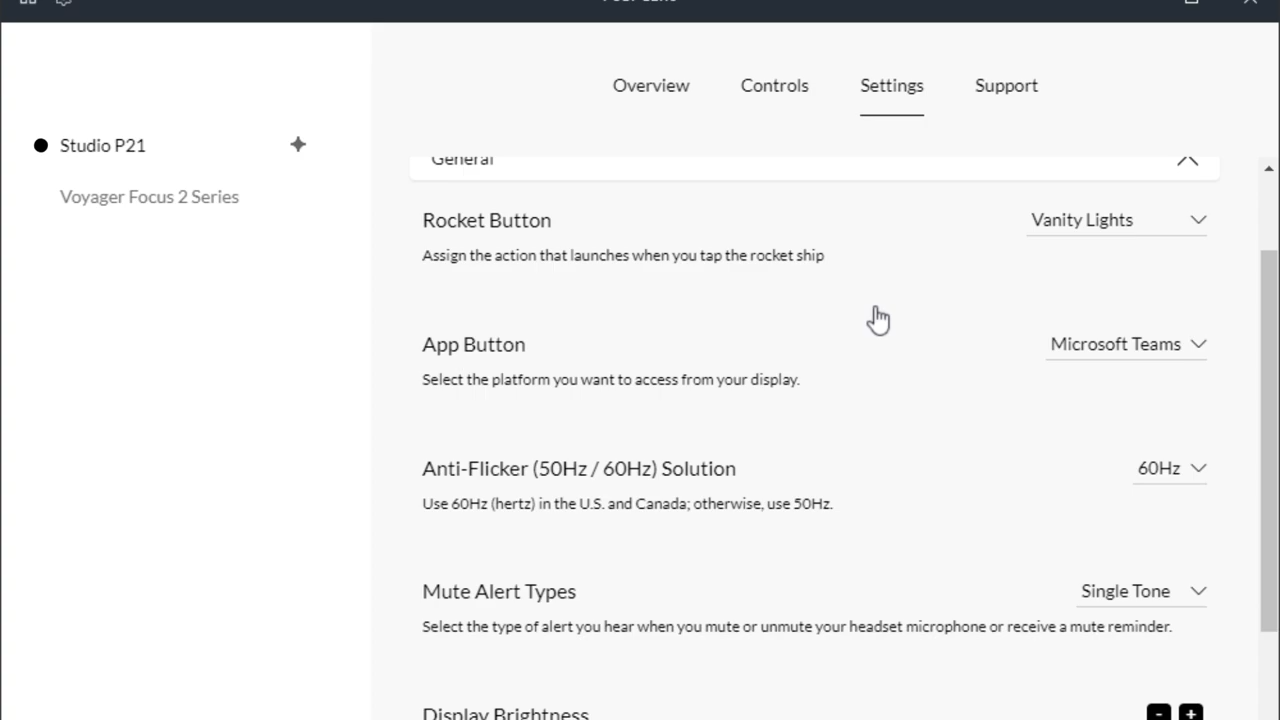 Overview Controls Settings Support
Studio P21
Voyager Focus 2 Series
General
Rocket Button Vanity Lights
Assign the action that launches when you tap the rocket ship
App Button Microsoft Teams
Select the platform you want to access from your display.
Anti-Flicker (50Hz / 60Hz) Solution 60Hz
Use 60Hz (hertz) in the U.S. and Canada; otherwise, use 50Hz.
Mute Alert Types Single Tone
Select the type of alert you hear when you mute or unmute your headset microphone or receive a mute reminder.
Display Brightness - +